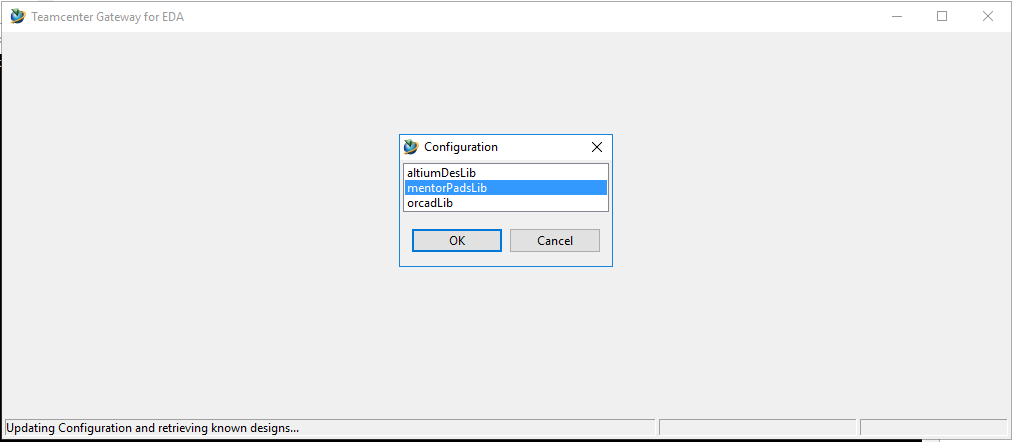 Teamcenter Gateway for EDA
Configuration
altiumDesLib
mentorPadsLib
orcadLib
OK
Cancel
Updating Configuration and retrieving known designs...